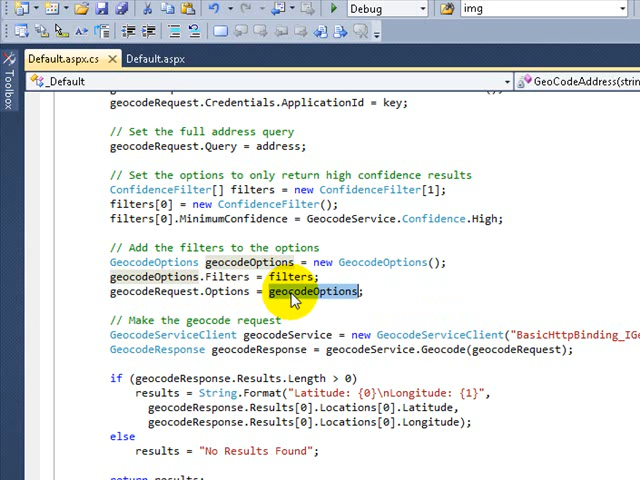 Debug
img
Default.aspx.cs
Default.aspx
Toolbox
_Default
GeoCodeAddress(strin
geocodeRequest.Credentials.ApplicationId = key;
// Set the full address query
geocodeRequest.Query = address;
// Set the options to only return high confidence results
ConfidenceFilter[] filters = new ConfidenceFilter[1];
filters[0] = new ConfidenceFilter();
filters[0].MinimumConfidence = GeocodeService.Confidence.High;
// Add the filters to the options
GeocodeOptions geocodeOptions = new GeocodeOptions();
geocodeOptions.Filters = filters;
geocodeRequest.Options = geocodeOptions;
// Make the geocode request
GeocodeServiceClient geocodeService = new GeocodeServiceClient("BasicHttpBinding_IGe
GeocodeResponse geocodeResponse = geocodeService.Geocode(geocodeRequest);
if (geocodeResponse.Results.Length > 0)
results = String.Format("Latitude: {0}\nLongitude: {1}",
geocodeResponse.Results[0].Locations[0].Latitude,
geocodeResponse.Results[0].Locations[0].Longitude);
else
results = "No Results Found";
return results;